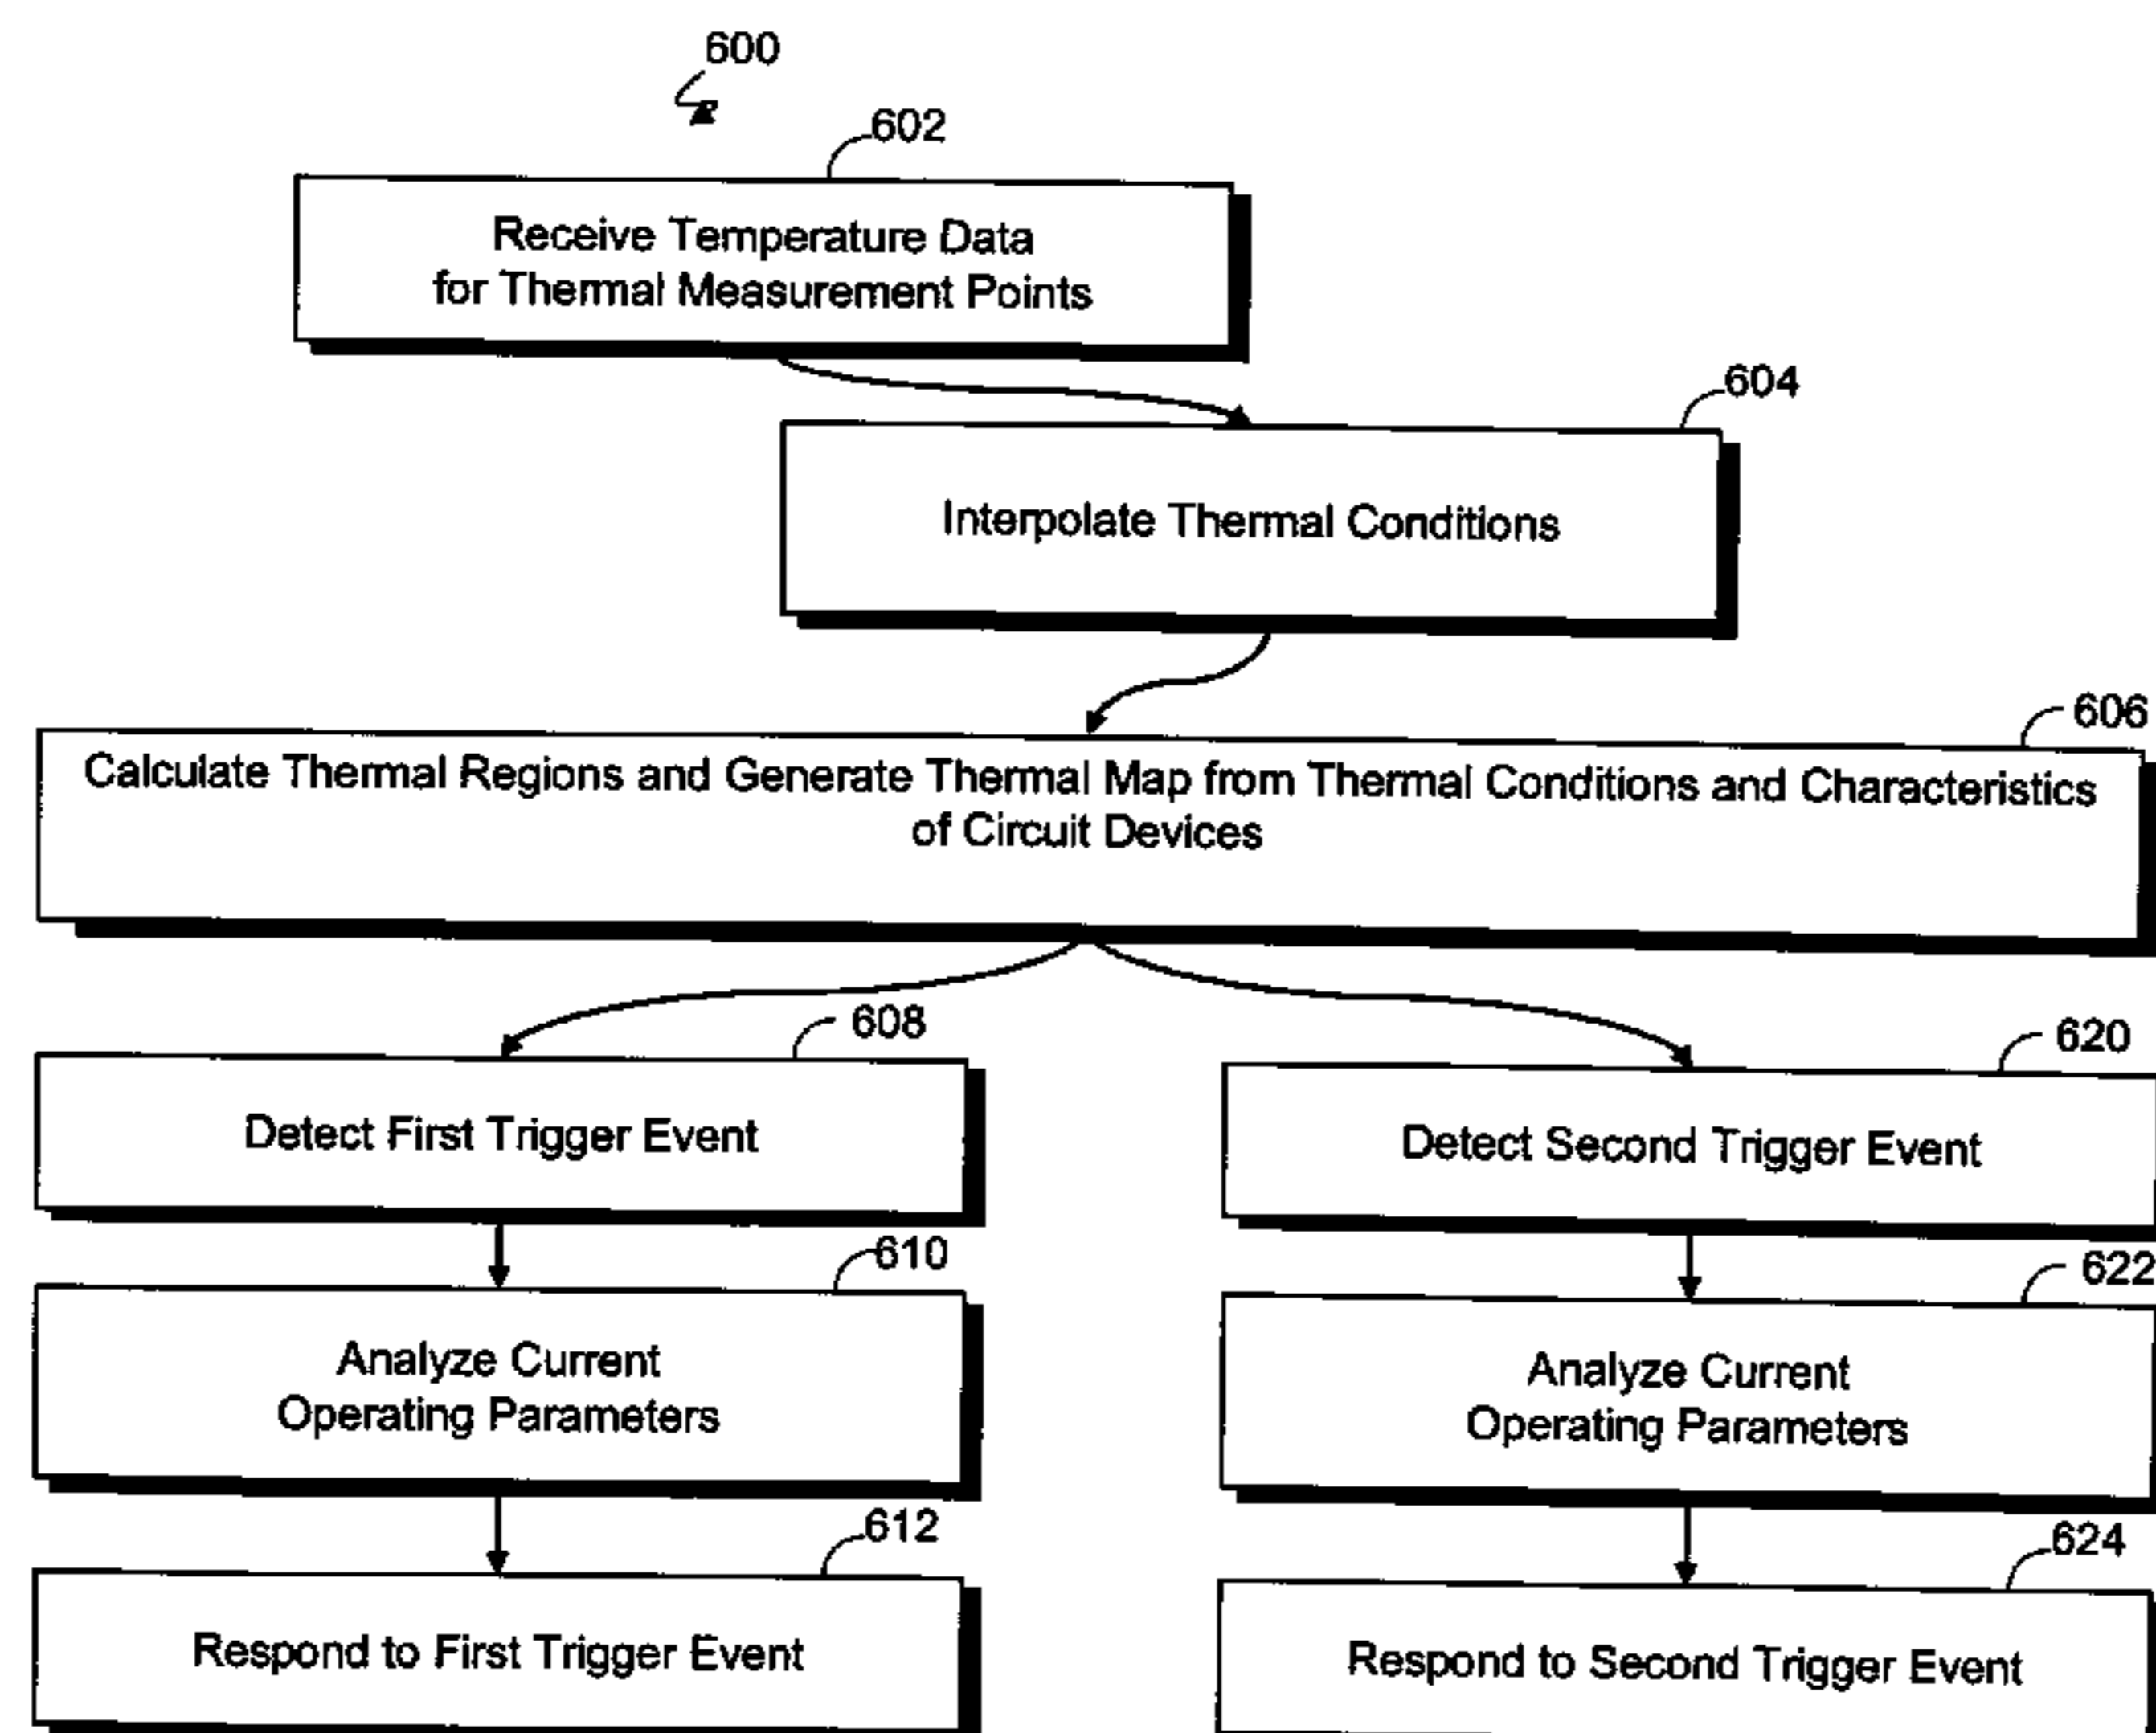 600
602
Receive Temperature Data
for Thermal Measurement Points
604
Interpolate Thermal Conditions
606
Calculate Thermal Regions and Generate Thermal Map from Thermal Conditions and Characteristics
of Circuit Devices
608
Detect First Trigger Event
610
Analyze Current
Operating Parameters
612
Respond to First Trigger Event
620
Detect Second Trigger Event
622
Analyze Current
Operating Parameters
624
Respond to Second Trigger Event